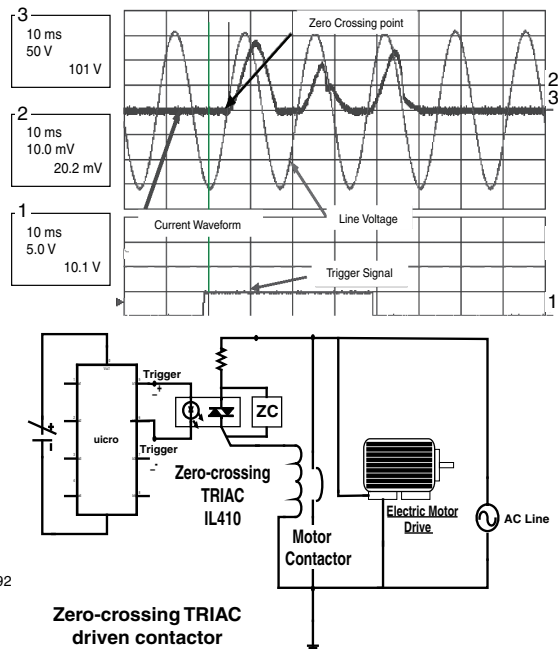 3
10 ms
50 V
101 V
2
10 ms
10.0 mV
20.2 mV
1
10 ms
5.0 V
10.1 V
Zero Crossing point
2
3
Current Waveform
Line Voltage
Trigger Signal
1
Trigger
+
uicro
Trigger
ZC
Zero-crossing
TRIAC
IL410
Motor
Contactor
Electric Motor
Drive
AC Line
92
Zero-crossing TRIAC
driven contactor